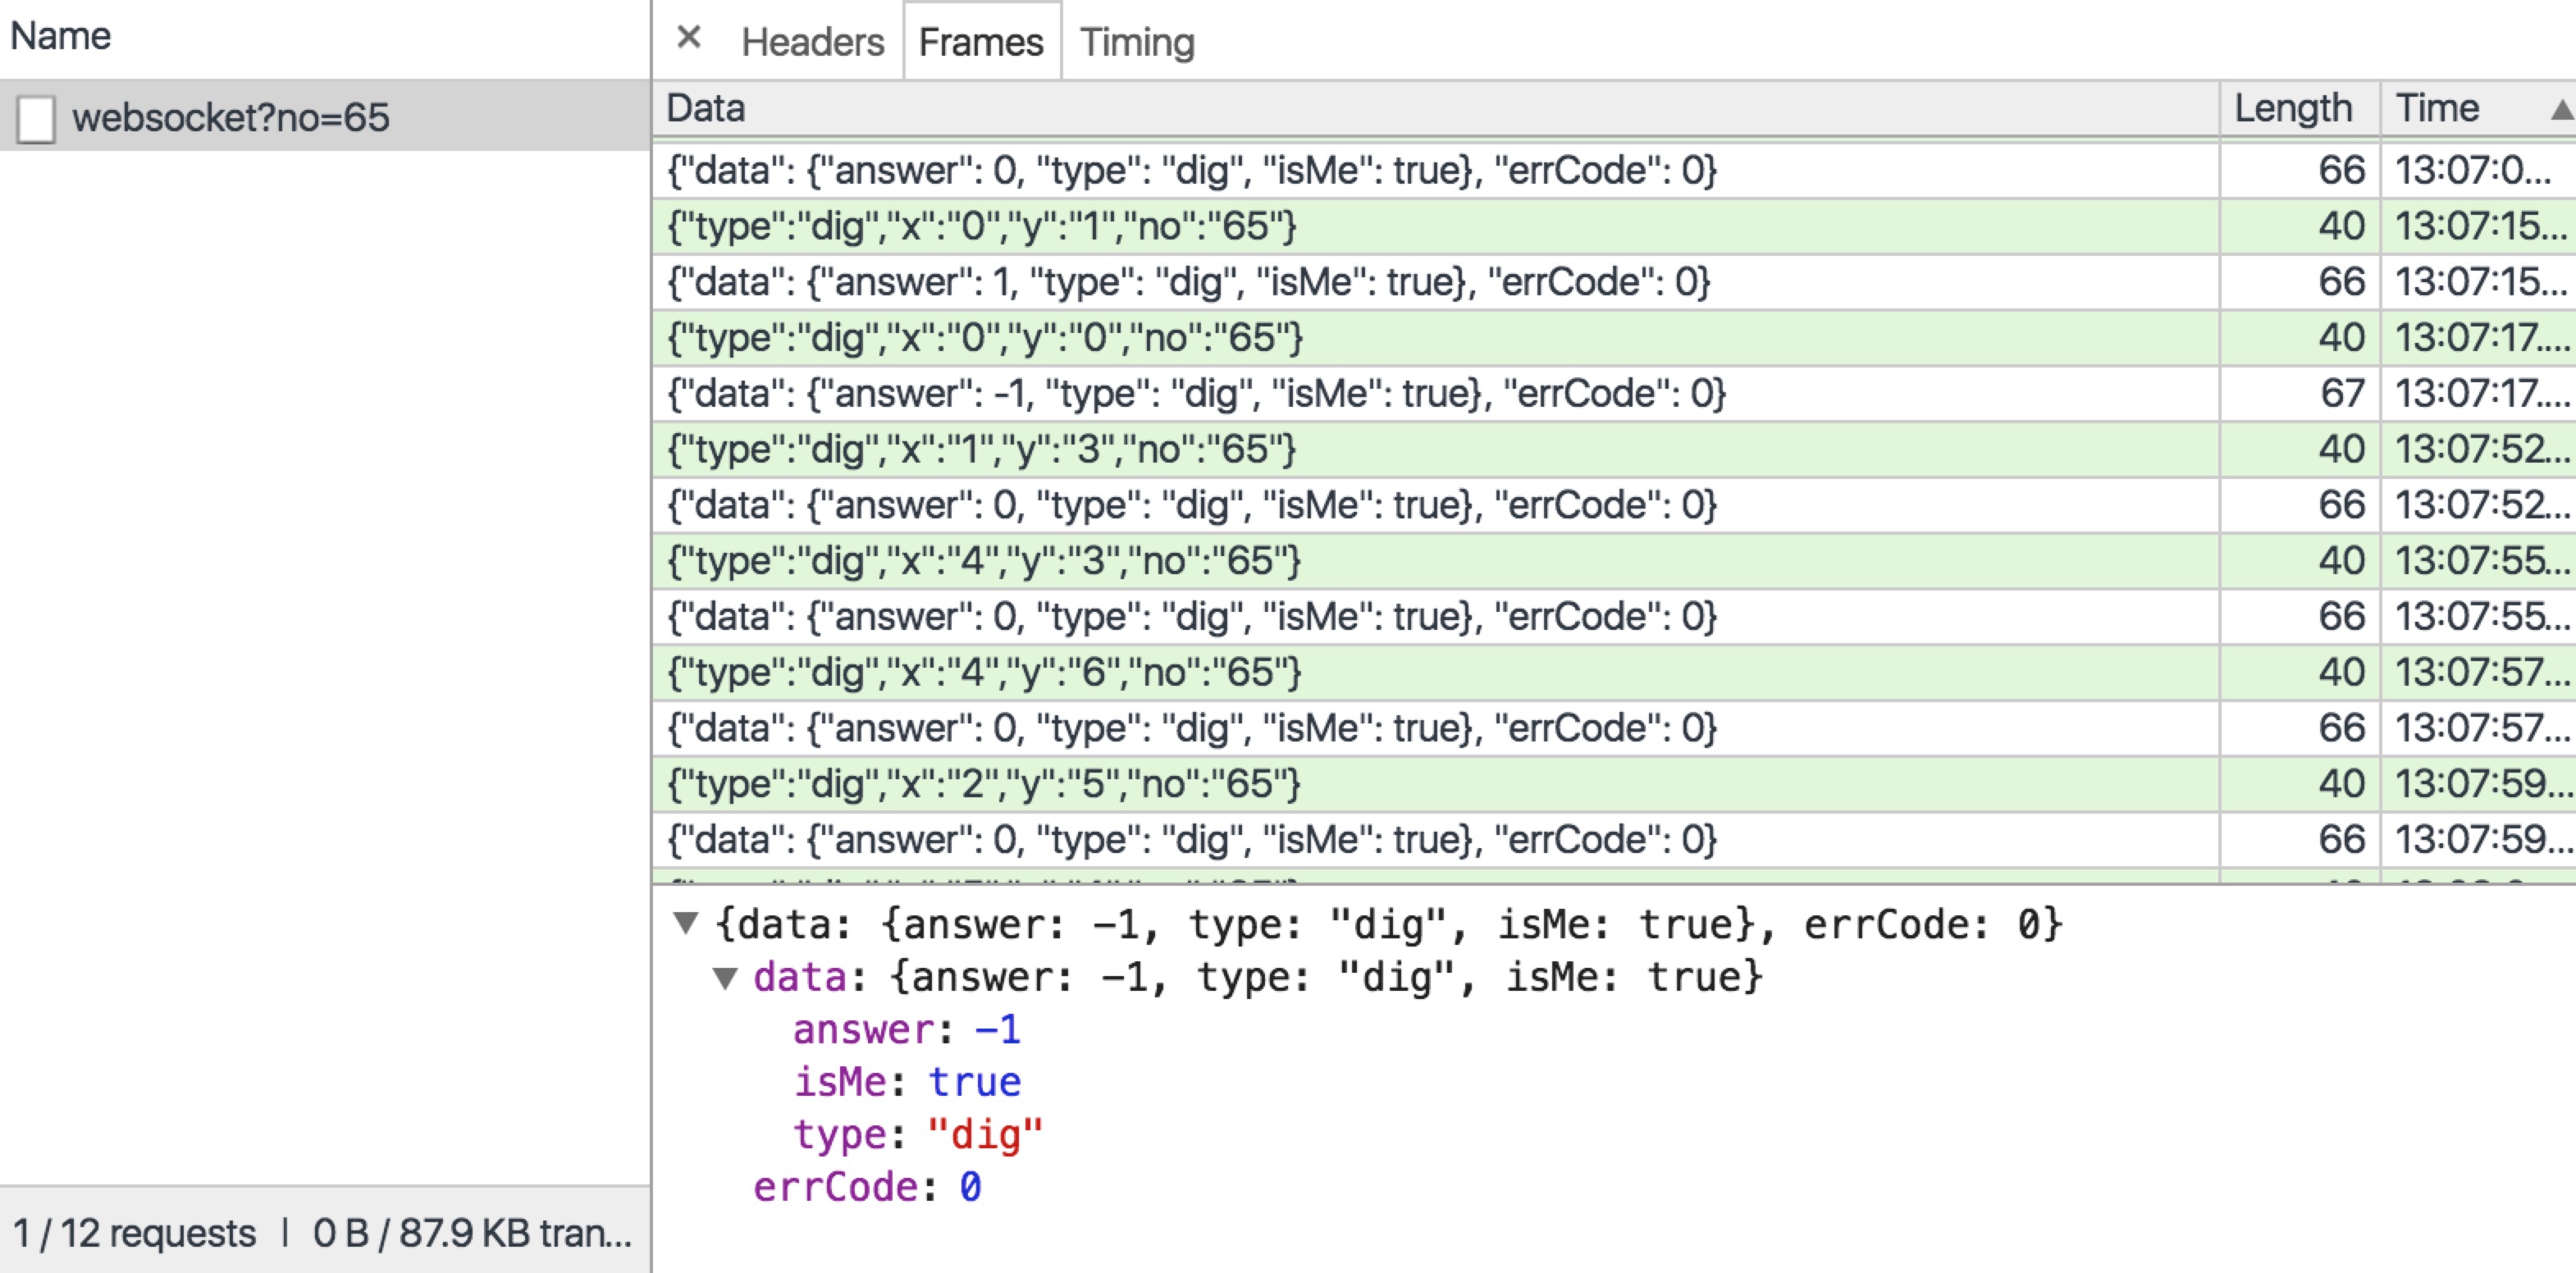 Name
websocket?no=65
1 / 12 requests | 0 B / 87.9 KB tran...
× Headers Frames Timing
Data Length Time ▲
{"data": {"answer": 0, "type": "dig", "isMe": true}, "errCode": 0} 66 13:07:0...
{"type":"dig","x":"0","y":"1","no":"65"} 40 13:07:15...
{"data": {"answer": 1, "type": "dig", "isMe": true}, "errCode": 0} 66 13:07:15...
{"type":"dig","x":"0","y":"0","no":"65"} 40 13:07:17....
{"data": {"answer": -1, "type": "dig", "isMe": true}, "errCode": 0} 67 13:07:17....
{"type":"dig","x":"1","y":"3","no":"65"} 40 13:07:52...
{"data": {"answer": 0, "type": "dig", "isMe": true}, "errCode": 0} 66 13:07:52...
{"type":"dig","x":"4","y":"3","no":"65"} 40 13:07:55...
{"data": {"answer": 0, "type": "dig", "isMe": true}, "errCode": 0} 66 13:07:55...
{"type":"dig","x":"4","y":"6","no":"65"} 40 13:07:57...
{"data": {"answer": 0, "type": "dig", "isMe": true}, "errCode": 0} 66 13:07:57...
{"type":"dig","x":"2","y":"5","no":"65"} 40 13:07:59...
{"data": {"answer": 0, "type": "dig", "isMe": true}, "errCode": 0} 66 13:07:59...
▼ {data: {answer: -1, type: "dig", isMe: true}, errCode: 0}
▼ data: {answer: -1, type: "dig", isMe: true}
answer: -1
isMe: true
type: "dig"
errCode: 0